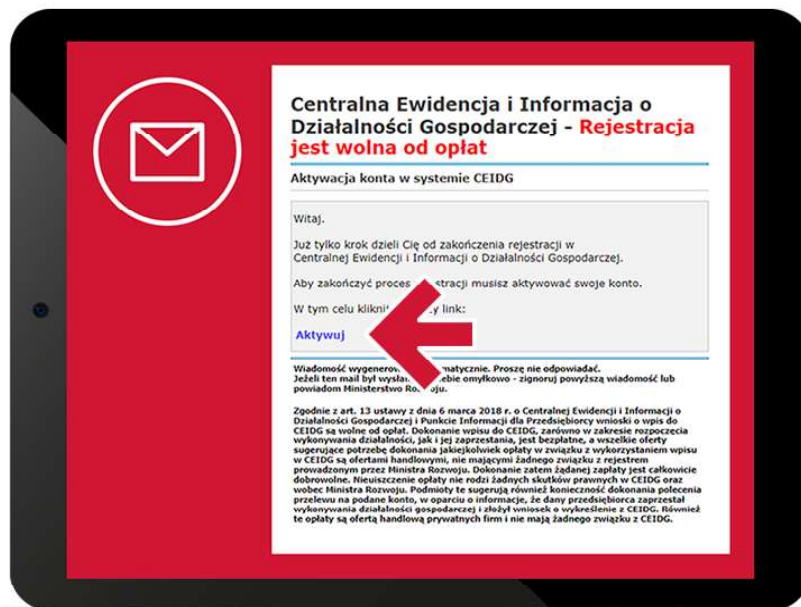 Centralna Ewidencja i Informacja o
Działalności Gospodarczej - Rejestracja
jest wolna od opłat
Aktywacja konta w systemie CEIDG
Witaj,
Już tylko krok dzieli Cię od zakończenia rejestracji w
Centralnej Ewidencji i Informacji o Działalności Gospodarczej.
Aby zakończyć proces stracji musisz aktywować swoje konto.
W tym celu klikni y link:
Aktywuj
Wiadomość wygenero matycznie. Proszę nie odpowiadać.
Jeżeli ten mail był wysła ebie omyłkowo - zignoruj powyższą wiadomość lub
powiadom Ministerstwo Ro ju.
Zgodnie z art. 13 ustawy z dnia 6 marca 2018 r. o Centralnej Ewidencji i Informacji o
Działalności Gospodarczej i Punkcie Informacji dla Przedsiębiorcy wnioski o wpis do
CEIDG są wolne od opłat. Dokonanie wpisu do CEIDG, zarówno w zakresie rozpoczęcia
wykonywania działalności, jak i jej zaprzestania, jest bezpłatne, a wszelkie oferty
sugerujące potrzebę dokonania jakiejkolwiek opłaty w związku z wykorzystaniem wpisu
w CEIDG są ofertami handlowymi, nie mającymi żadnego związku z rejestrem
prowadzonym przez Ministra Rozwoju. Dokonanie zatem żądanej zapłaty jest całkowicie
dobrowolne. Nieuiszczenie opłaty nie rodzi żadnych skutków prawnych w CEIDG oraz
wobec Ministra Rozwoju. Podmioty te sugerują również konieczność dokonania polecenia
przelewu na podane konto, w oparciu o informacje, że dany przedsiębiorca zaprzestał
wykonywania działalności gospodarczej i złożył wniosek o wykreślenie z CEIDG. Również
te opłaty są ofertą handlową prywatnych firm i nie mają żadnego związku z CEIDG.